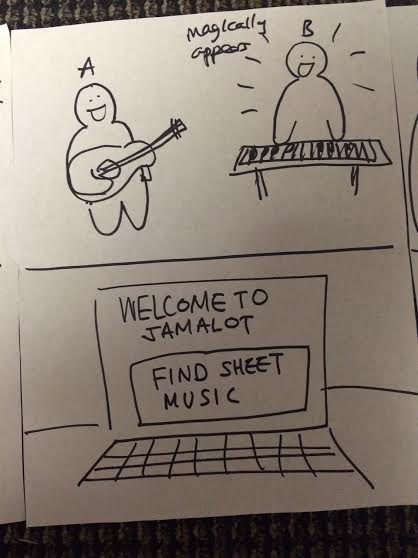 A
magically
appears
B
WELCOME TO
JAMALOT
FIND SHEET
MUSIC